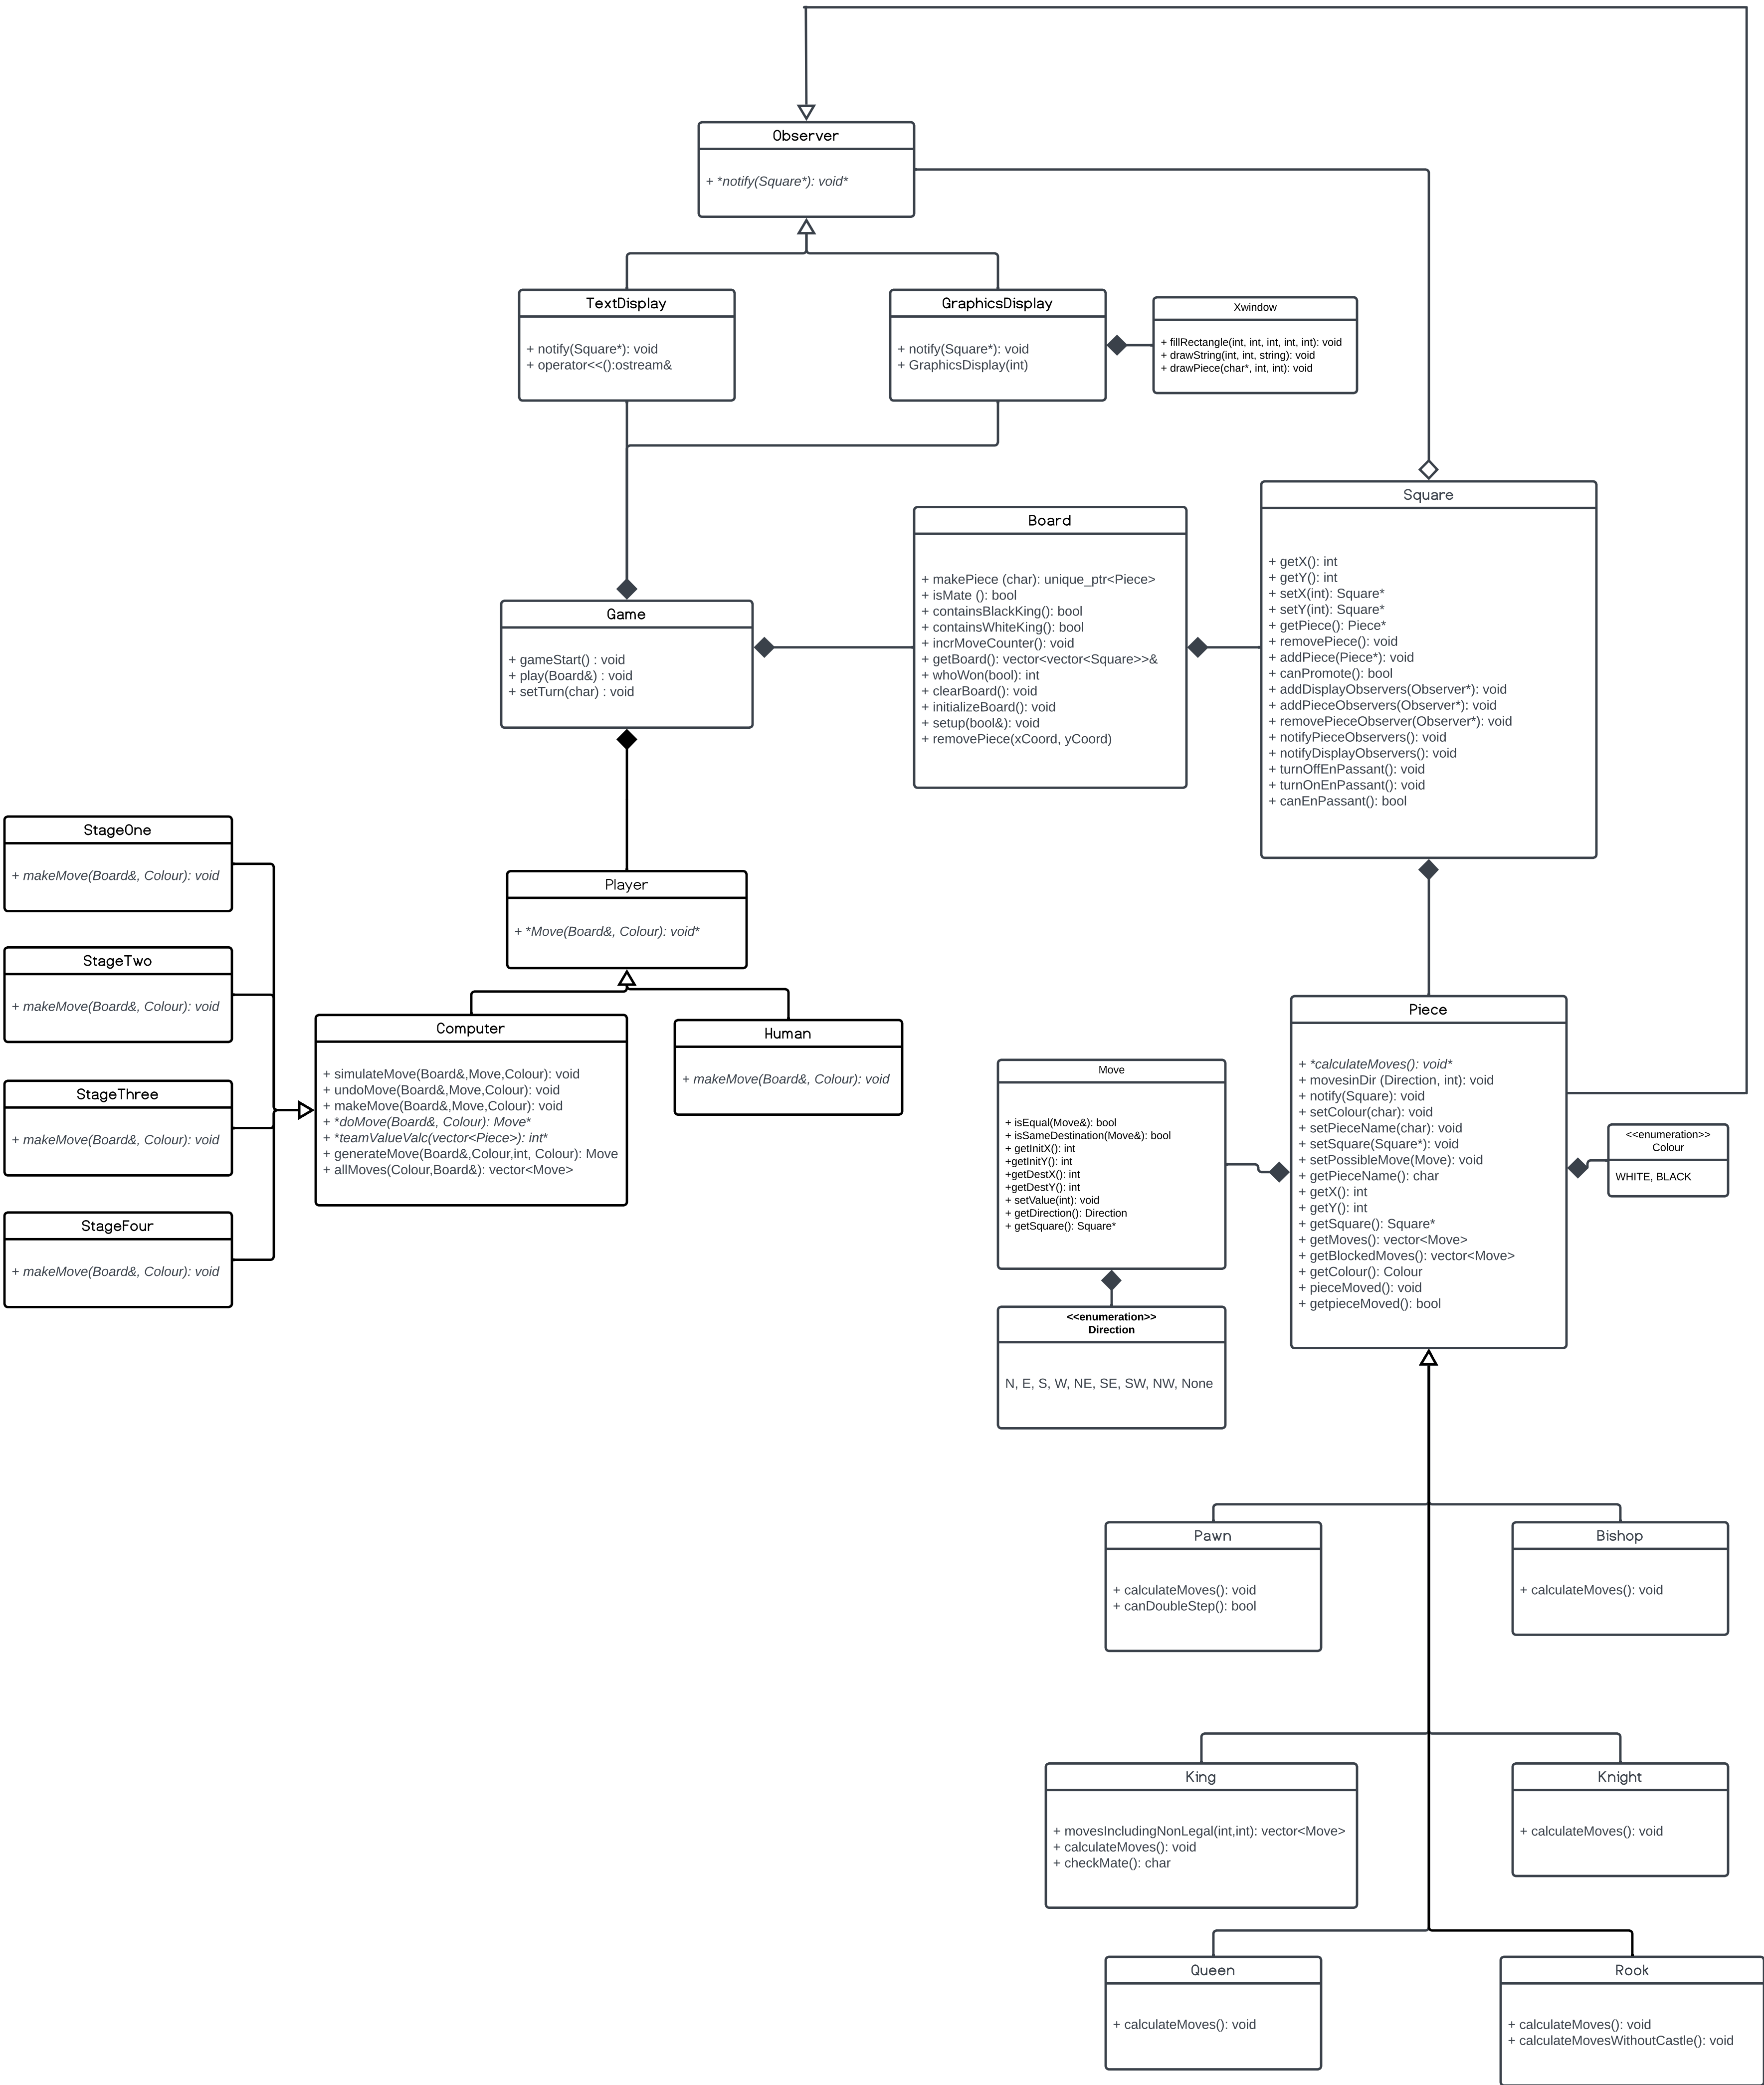 Observer
+ *notify(Square*): void*
TextDisplay
+ notify(Square*): void
+ operator<<():ostream&
GraphicsDisplay
+ notify(Square*): void
+ GraphicsDisplay(int)
Xwindow
+ fillRectangle(int, int, int, int, int): void
+ drawString(int, int, string): void
+ drawPiece(char*, int, int): void
Square
+ getX(): int
+ getY(): int
+ setX(int): Square*
+ setY(int): Square*
+ getPiece(): Piece*
+ removePiece(): void
+ addPiece(Piece*): void
+ canPromote(): bool
+ addDisplayObservers(Observer*): void
+ addPieceObservers(Observer*): void
+ removePieceObserver(Observer*): void
+ notifyPieceObservers(): void
+ notifyDisplayObservers(): void
+ turnOffEnPassant(): void
+ turnOnEnPassant(): void
+ canEnPassant(): bool
Board
+ makePiece (char): unique_ptr<Piece>
+ isMate (): bool
+ containsBlackKing(): bool
+ containsWhiteKing(): bool
+ incrMoveCounter(): void
+ getBoard(): vector<vector<Square>>&
+ whoWon(bool): int
+ clearBoard(): void
+ initializeBoard(): void
+ setup(bool&): void
+ removePiece(xCoord, yCoord)
Game
+ gameStart() : void
+ play(Board&) : void
+ setTurn(char) : void
StageOne
+ makeMove(Board&, Colour): void
StageTwo
+ makeMove(Board&, Colour): void
StageThree
+ makeMove(Board&, Colour): void
StageFour
+ makeMove(Board&, Colour): void
Player
+ *Move(Board&, Colour): void*
Computer
+ simulateMove(Board&,Move,Colour): void
+ undoMove(Board&,Move,Colour): void
+ makeMove(Board&,Move,Colour): void
+ *doMove(Board&, Colour): Move*
+ *teamValueValc(vector<Piece>): int*
+ generateMove(Board&,Colour,int, Colour): Move
+ allMoves(Colour,Board&): vector<Move>
Human
+ makeMove(Board&, Colour): void
Piece
+ *calculateMoves(): void*
+ movesinDir (Direction, int): void
+ notify(Square): void
+ setColour(char): void
+ setPieceName(char): void
+ setSquare(Square*): void
+ setPossibleMove(Move): void
+ getPieceName(): char
+ getX(): int
+ getY(): int
+ getSquare(): Square*
+ getMoves(): vector<Move>
+ getBlockedMoves(): vector<Move>
+ getColour(): Colour
+ pieceMoved(): void
+ getpieceMoved(): bool
Move
+ isEqual(Move&): bool
+ isSameDestination(Move&): bool
+ getInitX(): int
+getInitY(): int
+getDestX(): int
+getDestY(): int
+ setValue(int): void
+ getDirection(): Direction
+ getSquare(): Square*
<<enumeration>>
Colour
WHITE, BLACK
<<enumeration>>
Direction
N, E, S, W, NE, SE, SW, NW, None
Pawn
+ calculateMoves(): void
+ canDoubleStep(): bool
Bishop
+ calculateMoves(): void
King
+ movesIncludingNonLegal(int,int): vector<Move>
+ calculateMoves(): void
+ checkMate(): char
Knight
+ calculateMoves(): void
Queen
+ calculateMoves(): void
Rook
+ calculateMoves(): void
+ calculateMovesWithoutCastle(): void